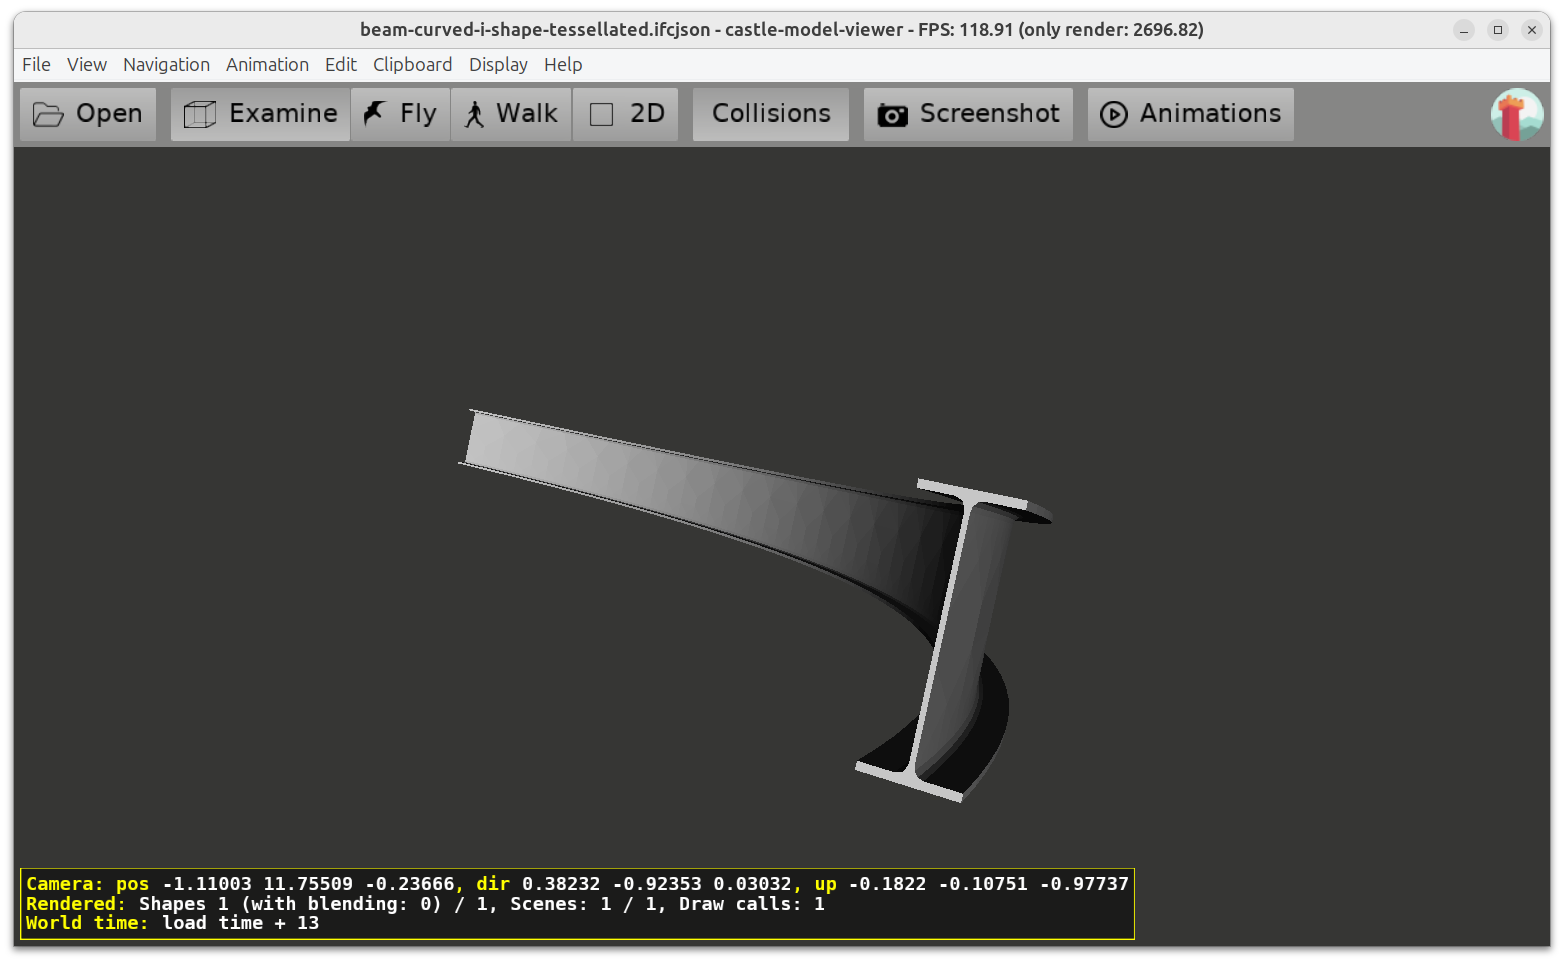 beam-curved-i-shape-tessellated.ifcjson - castle-model-viewer - FPS: 118.91 (only render: 2696.82)
File View Navigation Animation Edit Clipboard Display Help
Open Examine Fly Walk 2D Collisions Screenshot Animations
Camera: pos -1.11003 11.75509 -0.23666, dir 0.38232 -0.92353 0.03032, up -0.1822 -0.10751 -0.97737
Rendered: Shapes 1 (with blending: 0) / 1, Scenes: 1 / 1, Draw calls: 1
World time: load time + 13